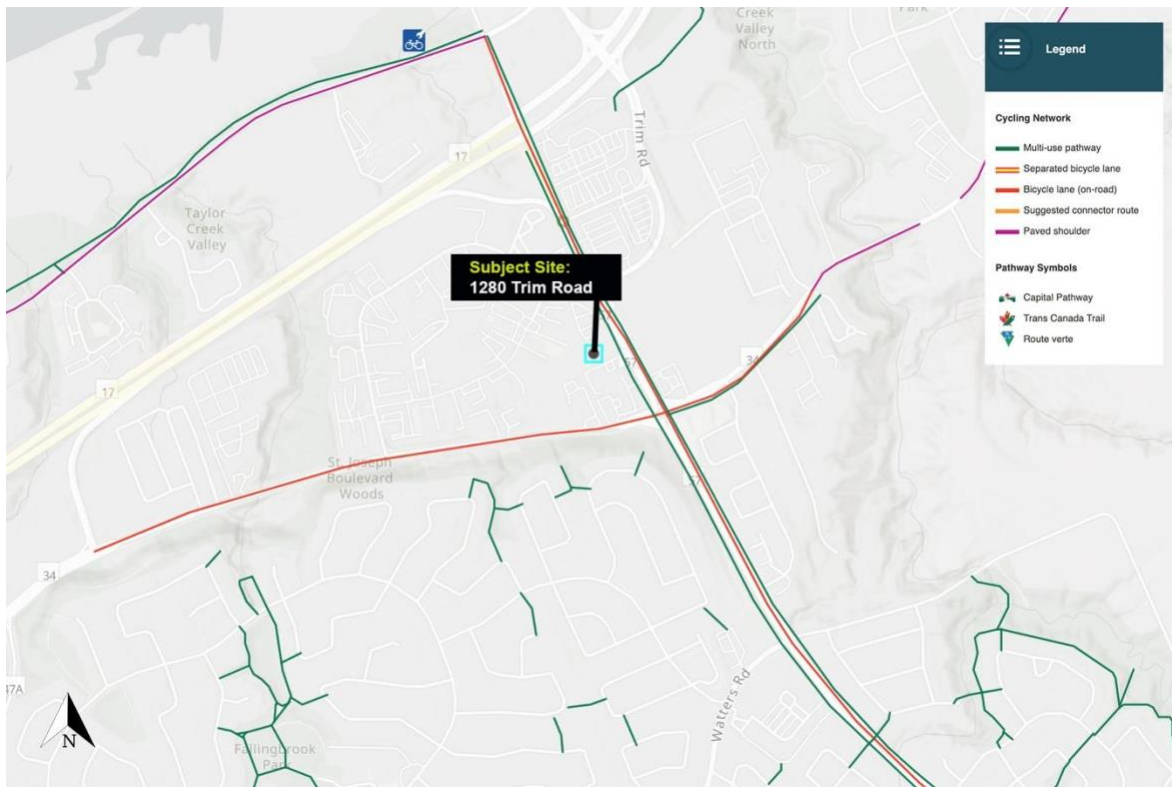 Creek
Valley
North
Park
Legend
Cycling Network
Multi-use pathway
Separated bicycle lane
Bicycle lane (on-road)
Suggested connector route
Paved shoulder
Pathway Symbols
Capital Pathway
Trans Canada Trail
Route verte
Trim Rd
17
Taylor
Creek
Valley
Subject Site:
1280 Trim Road
57
34
17
St. Joseph
Boulevard
Woods
57
34
47A
Watters Rd
Fallingbrook
Park
N